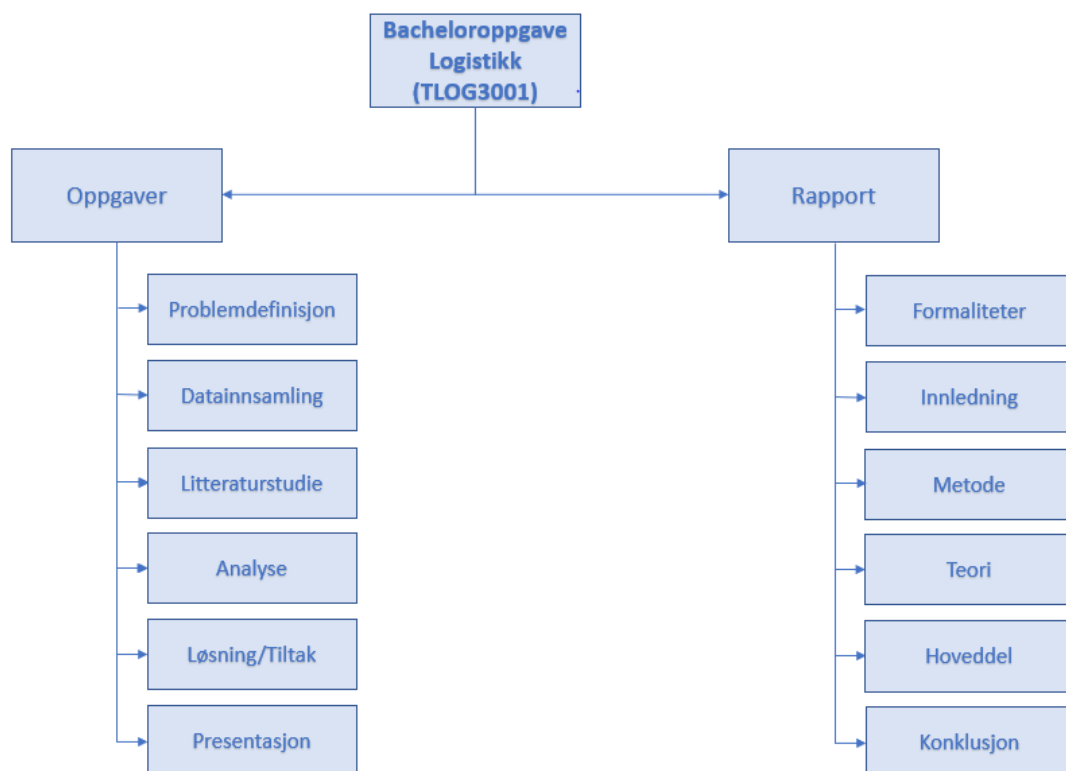 Bacheloroppgave
Logistikk
(TLOG3001)
Oppgaver
Rapport
Problemdefinisjon
Formaliteter
Datainnsamling
Innledning
Litteraturstudie
Metode
Analyse
Teori
Løsning/Tiltak
Hoveddel
Presentasjon
Konklusjon